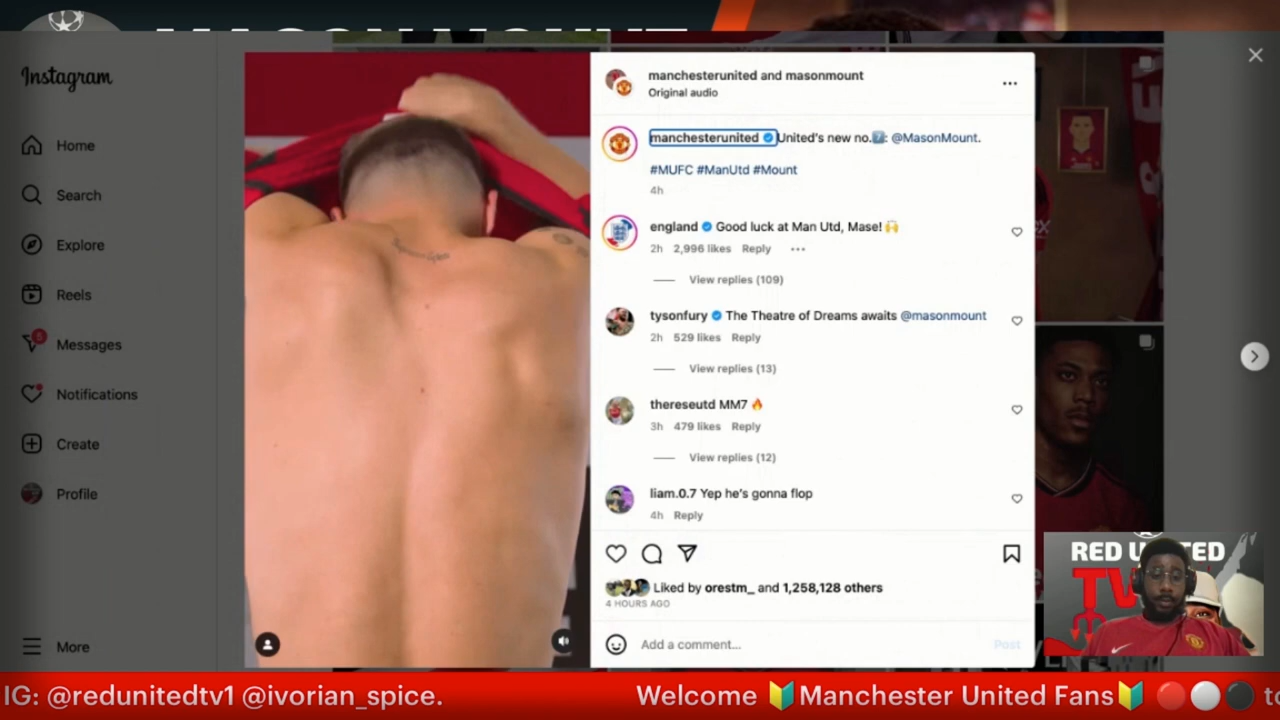 Instagram
Home
Search
Explore
Reels
5
Messages
Notifications
Create
Profile
More
manchesterunited and masonmount
Original audio
manchesterunited United's new no.7️⃣: @MasonMount.
#MUFC #ManUtd #Mount
4h
england Good luck at Man Utd, Mase! 🙌
2h 2,996 likes Reply
View replies (109)
tysonfury The Theatre of Dreams awaits @masonmount
2h 529 likes Reply
View replies (13)
thereseutd MM7 🔥
3h 479 likes Reply
View replies (12)
liam.0.7 Yep he's gonna flop
4h Reply
Liked by orestm_ and 1,258,128 others
4 HOURS AGO
Add a comment...
Post
RED UNITED
TV
IG: @redunitedtv1 @ivorian_spice. Welcome 🔰Manchester United Fans🔰 🔴⚪⚫ to